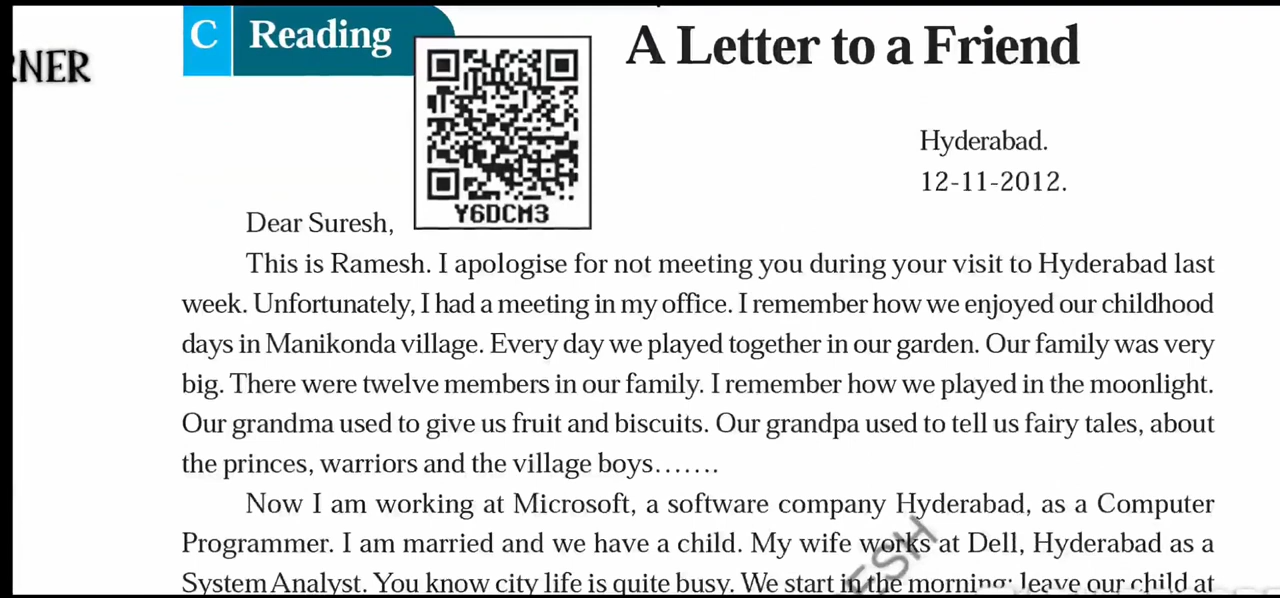 RNER
C Reading
A Letter to a Friend
Y6DCM3
Hyderabad.
12-11-2012.
Dear Suresh,
This is Ramesh. I apologise for not meeting you during your visit to Hyderabad last
week. Unfortunately, I had a meeting in my office. I remember how we enjoyed our childhood
days in Manikonda village. Every day we played together in our garden. Our family was very
big. There were twelve members in our family. I remember how we played in the moonlight.
Our grandma used to give us fruit and biscuits. Our grandpa used to tell us fairy tales, about
the princes, warriors and the village boys.......
Now I am working at Microsoft, a software company Hyderabad, as a Computer
Programmer. I am married and we have a child. My wife works at Dell, Hyderabad as a
System Analyst. You know city life is quite busy. We start in the morning; leave our child at
ESH